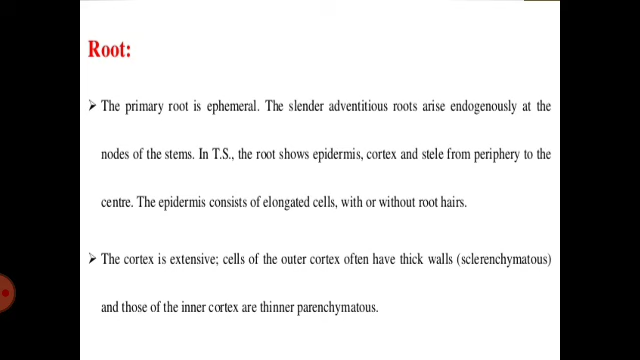 Root:
➢ The primary root is ephemeral. The slender adventitious roots arise endogenously at the
nodes of the stems. In T.S., the root shows epidermis, cortex and stele from periphery to the
centre. The epidermis consists of elongated cells, with or without root hairs.
➢ The cortex is extensive; cells of the outer cortex often have thick walls (sclerenchymatous)
and those of the inner cortex are thinner parenchymatous.